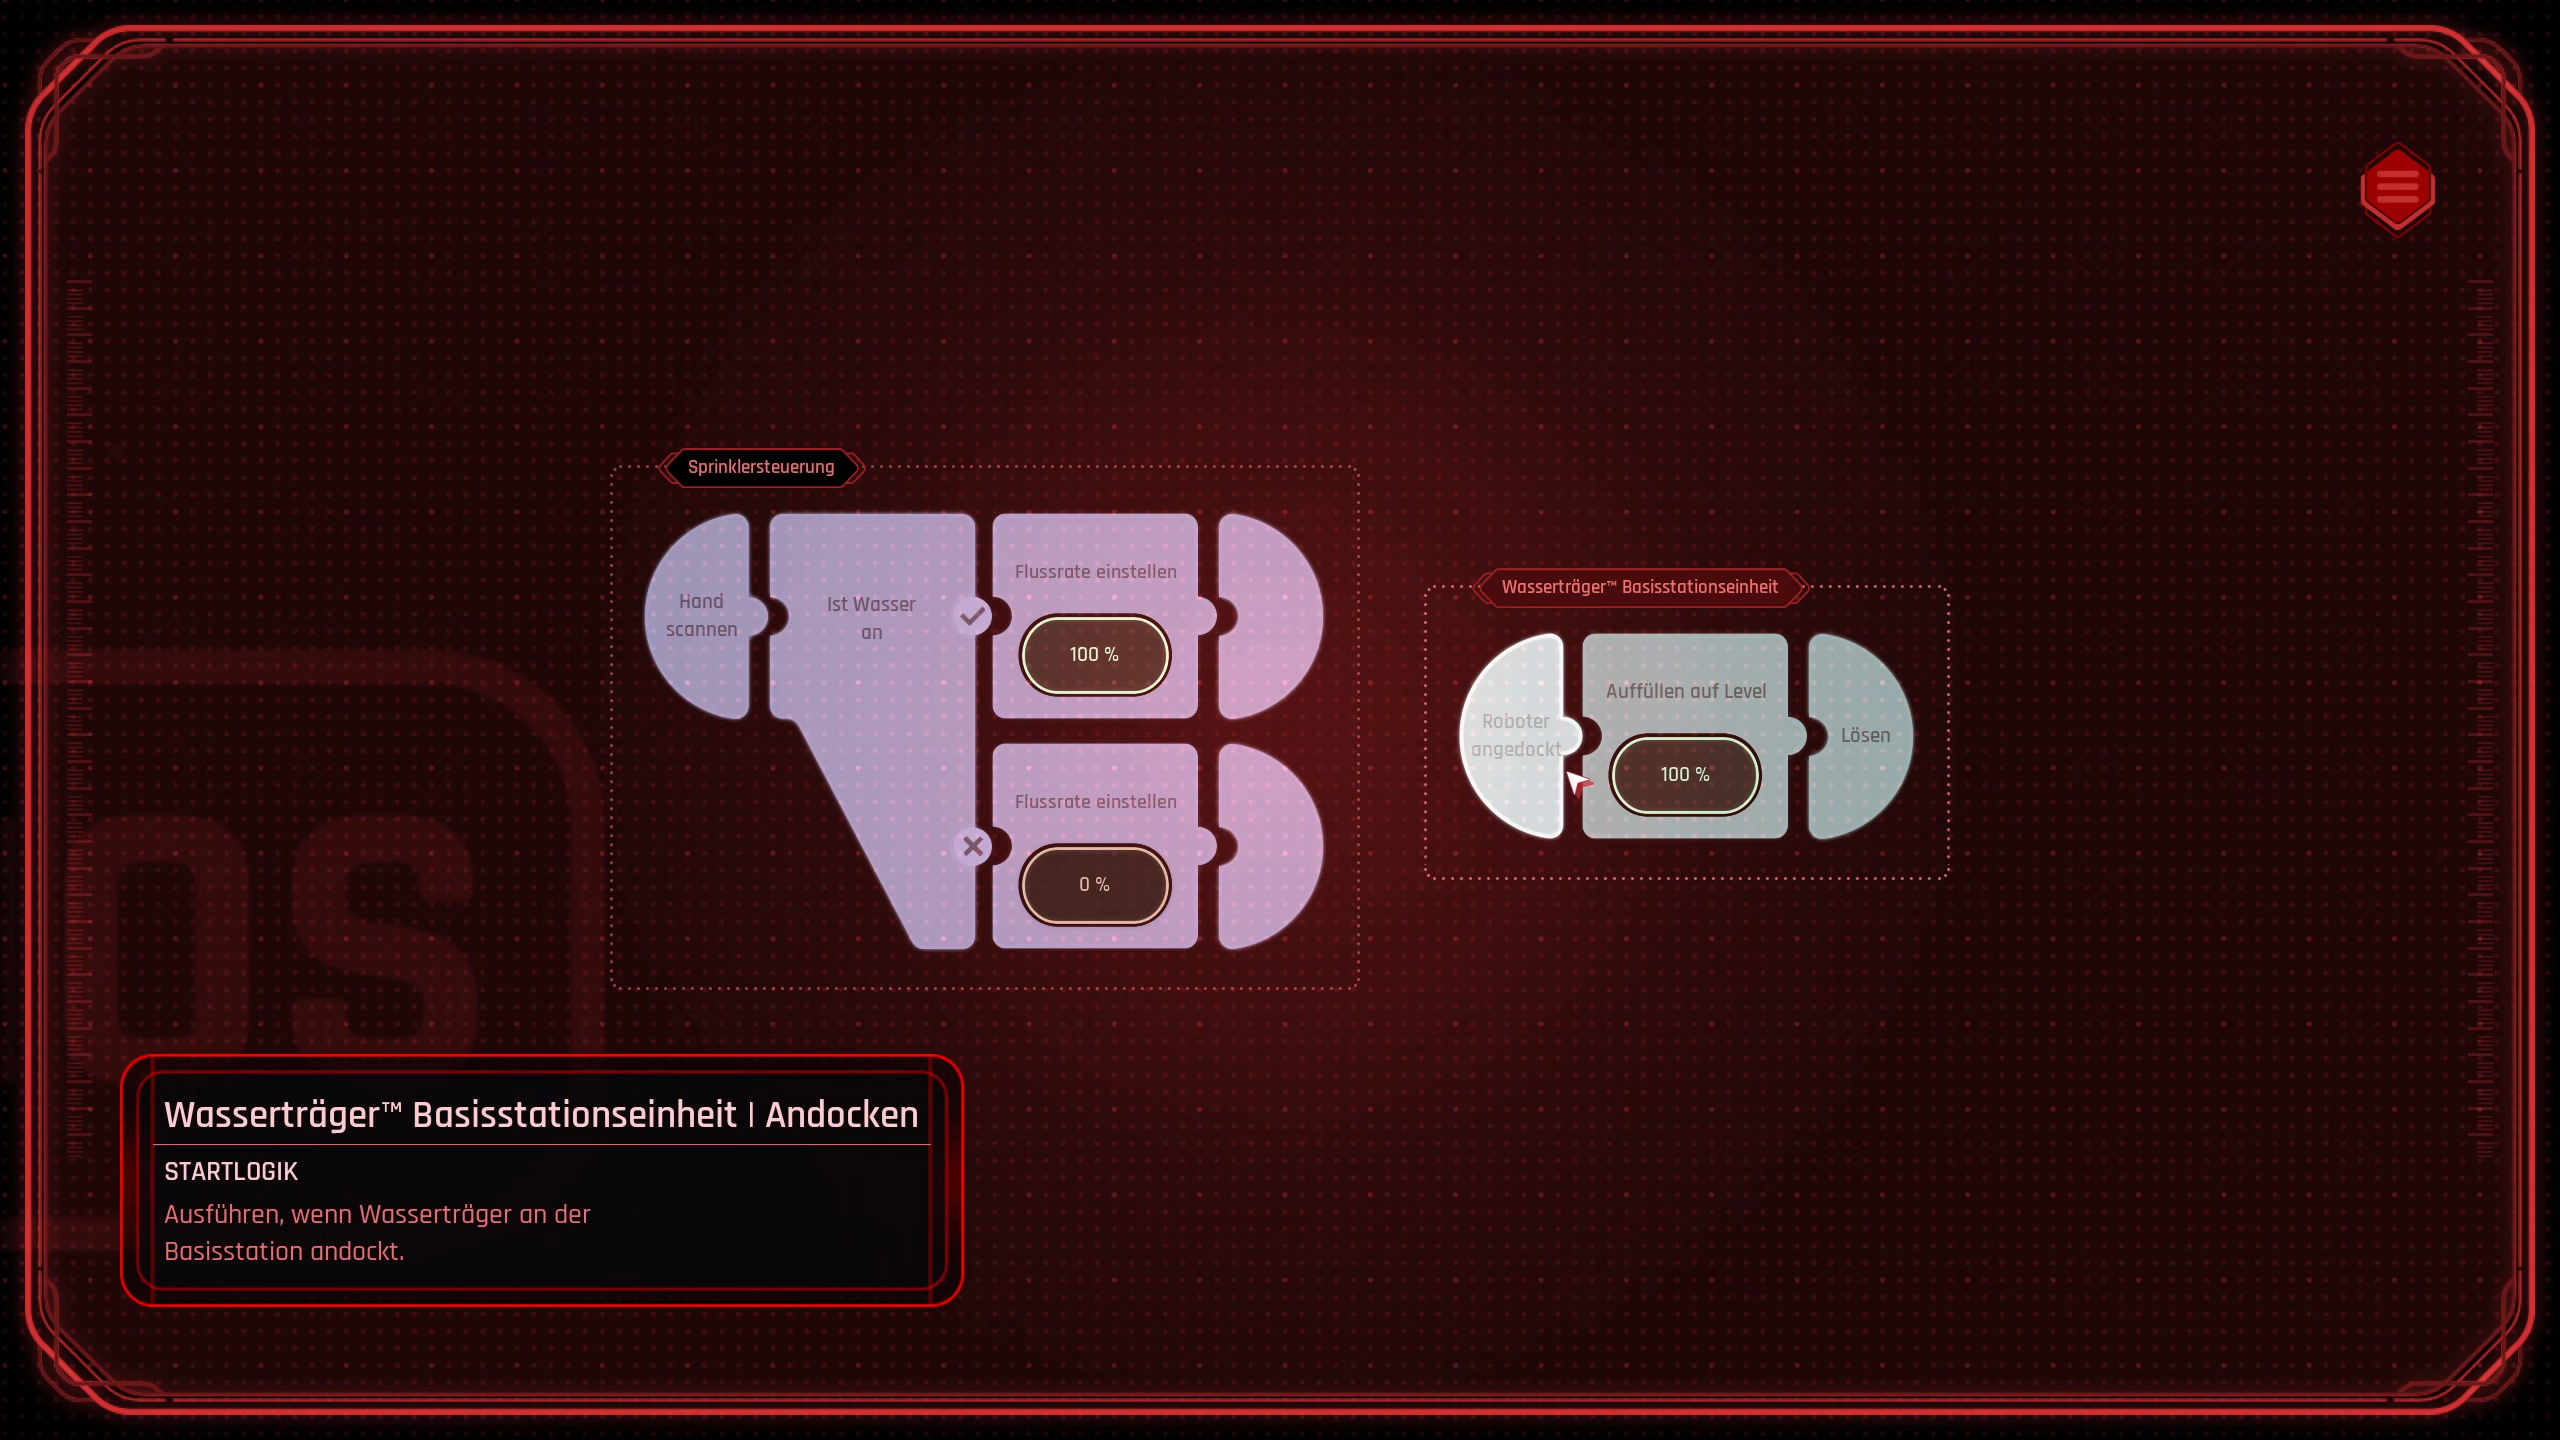 Sprinklersteuerung
Hand
scannen
Ist Wasser
an
Flussrate einstellen
100 %
Flussrate einstellen
0 %
Wasserträger™ Basisstationseinheit
Roboter
angedockt
Auffüllen auf Level
100 %
Lösen
OS
Wasserträger™ Basisstationseinheit | Andocken
STARTLOGIK
Ausführen, wenn Wasserträger an der
Basisstation andockt.